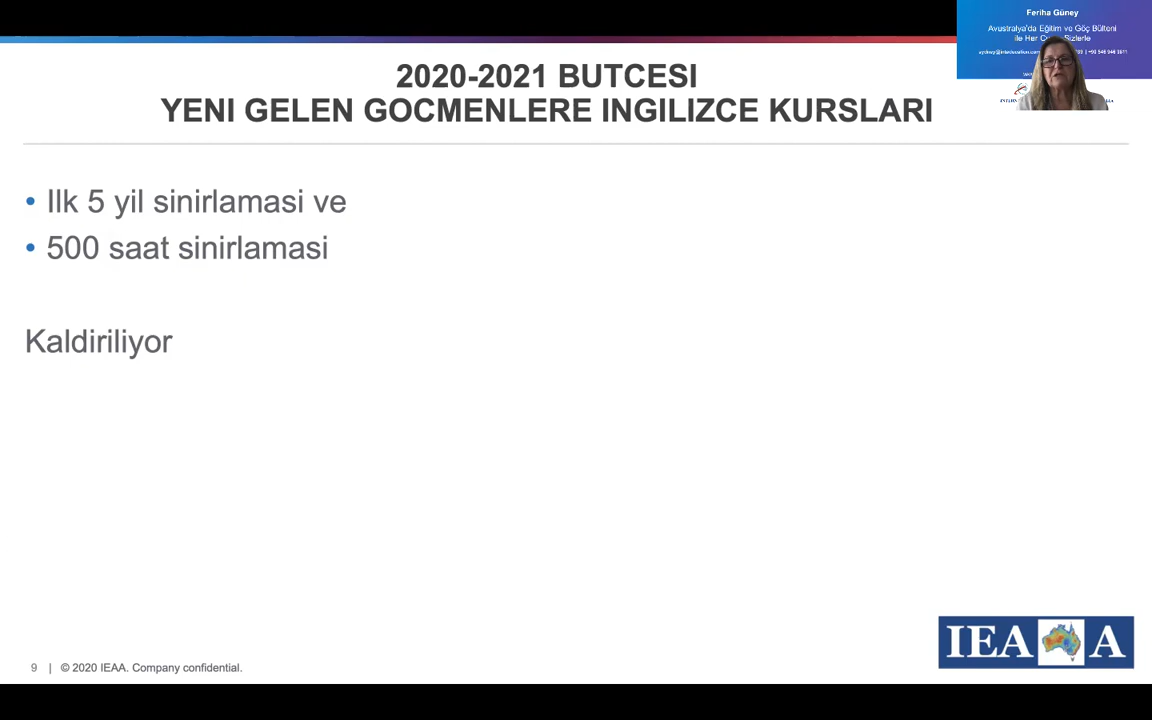 Feriha Güney
Avustralya'da Eğitim ve Göç Bülteni
2020-2021 BUTCESI
YENI GELEN GOCMENLERE INGILIZCE KURSLARI
• Ilk 5 yil sinirlamasi ve
• 500 saat sinirlamasi
Kaldiriliyor
9 | © 2020 IEAA. Company confidential.
IEA A